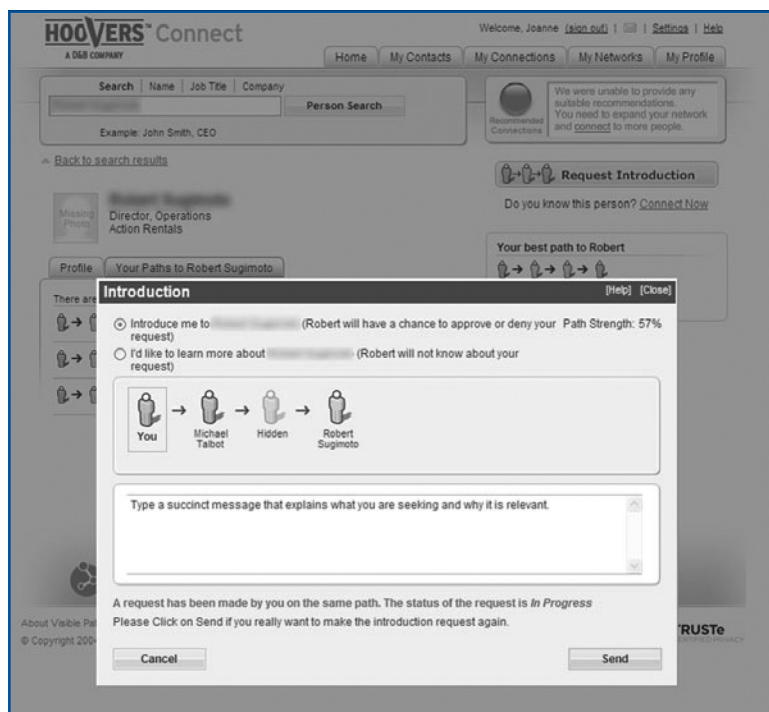 HOOVERS™ Connect
A D&B COMPANY
Welcome, Joanne (sign out) | | Settings | Help
Home My Contacts My Connections My Networks My Profile
Search | Name | Job Title | Company
Person Search
Example: John Smith, CEO
Recommended Connections
We were unable to provide any
suitable recommendations.
You need to expand your network
and connect to more people.
Back to search results
Request Introduction
Do you know this person? Connect Now
Missing
Photo
Director, Operations
Action Rentals
Your best path to Robert
Profile Your Paths to Robert Sugimoto
There are
Introduction [Help] [Close]
Introduce me to (Robert will have a chance to approve or deny your Path Strength: 57%
request)
I'd like to learn more about (Robert will not know about your
request)
You
Michael
Talbot
Hidden
Robert
Sugimoto
Type a succinct message that explains what you are seeking and why it is relevant.
A request has been made by you on the same path. The status of the request is In Progress
Please Click on Send if you really want to make the introduction request again.
Cancel Send
About Visible Pa
© Copyright 200
RUSTe